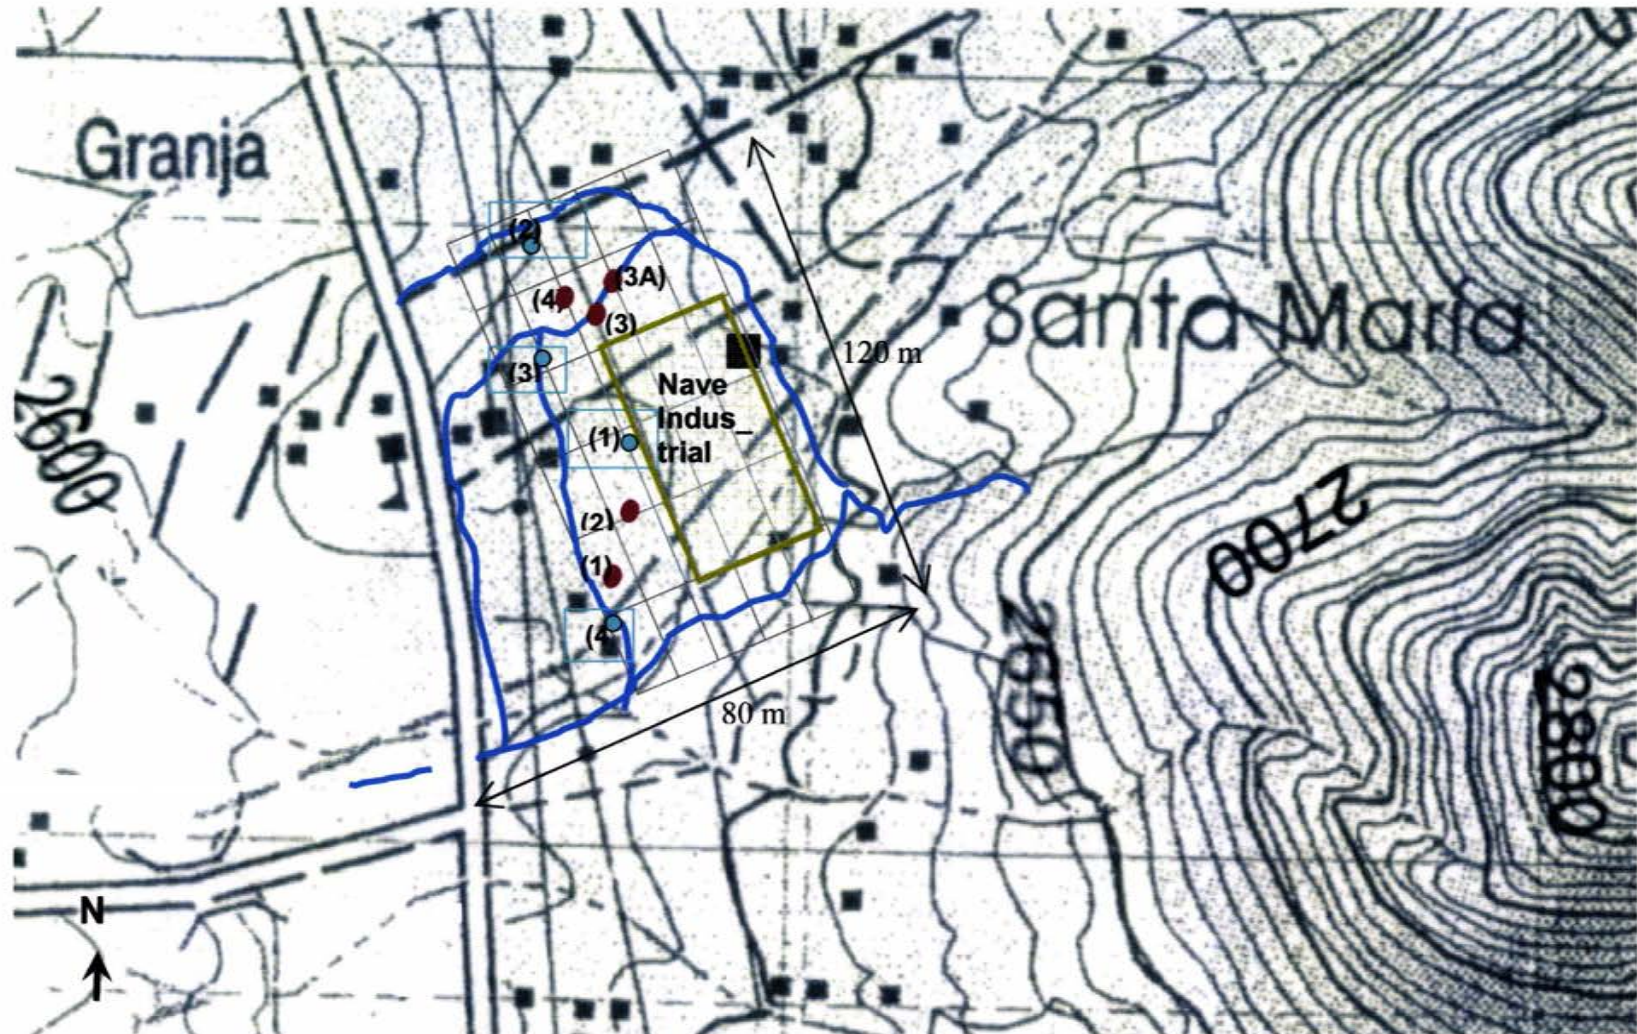 Granja
(2)
(3A)
(4)
(3)
Santa María
120 m
2600
(3)
Nave
Indus_
trial
(1)
(2)
2700
(1)
(4
2650
2800
80 m
N